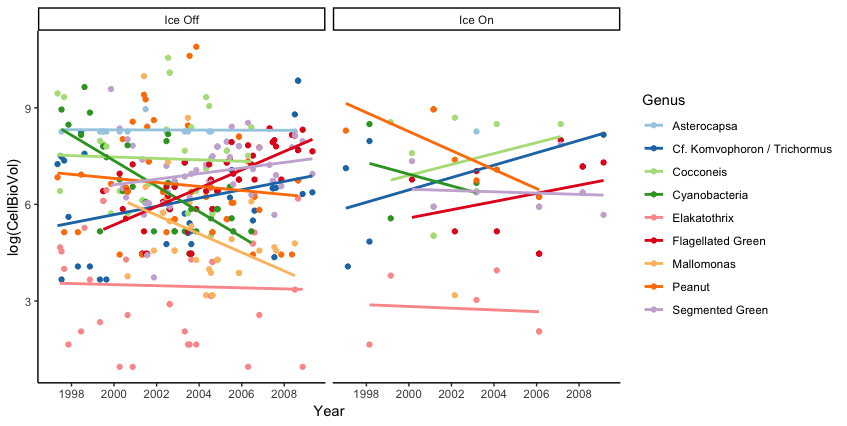 Ice Off
Ice On
log(CellBioVol)
9
6
3
1998 2000 2002 2004 2006 2008
1998 2000 2002 2004 2006 2008
Year
Genus
Asterocapsa
Cf. Komvophoron / Trichormus
Cocconeis
Cyanobacteria
Elakatothrix
Flagellated Green
Mallomonas
Peanut
Segmented Green